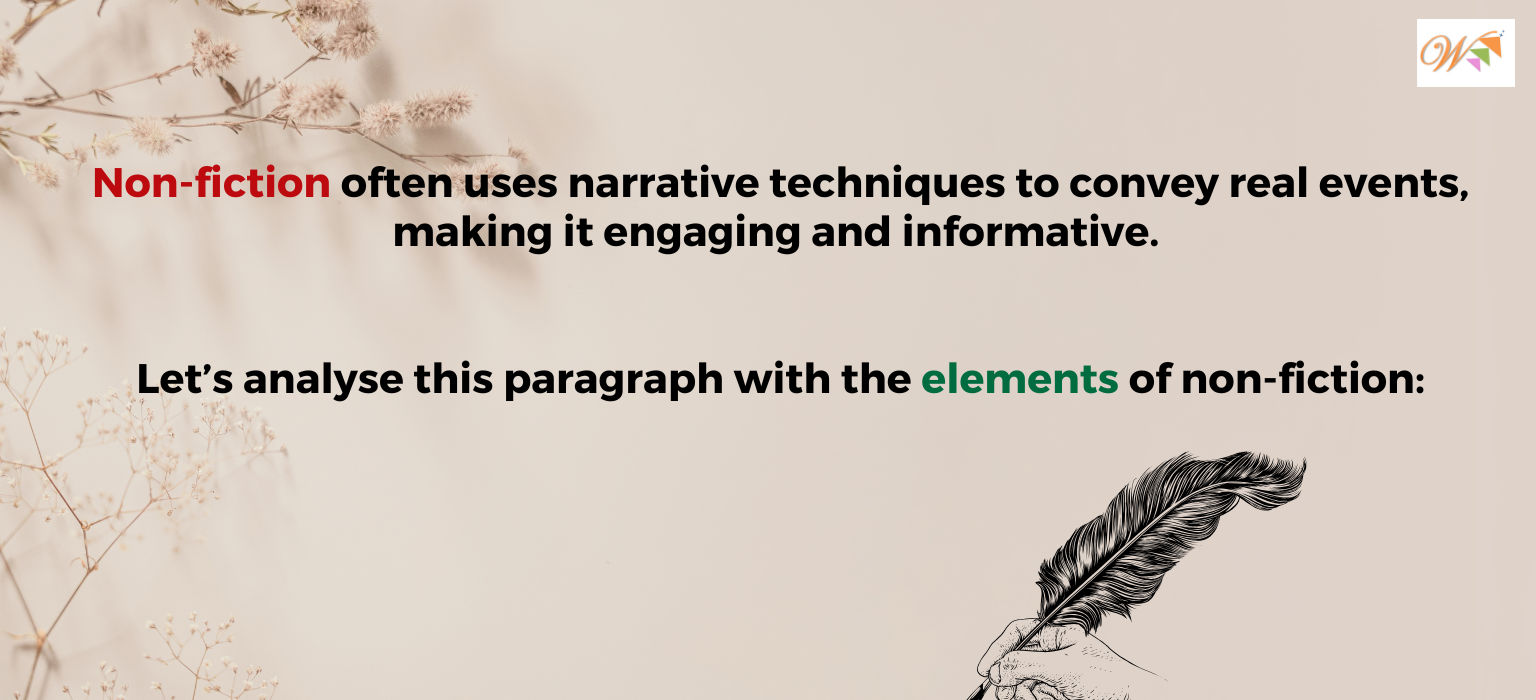 W
Non-fiction often uses narrative techniques to convey real events,
making it engaging and informative.
Let's analyse this paragraph with the elements of non-fiction: